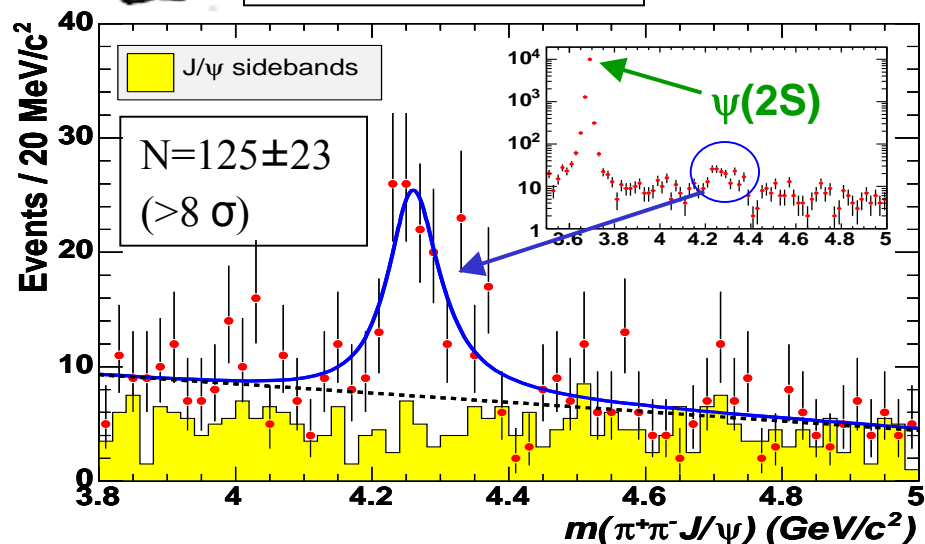 40
30
20
10
0
Events / 20 MeV/c²
J/ψ sidebands
N=125±23
(>8 σ)
10⁴
10³
10²
10
1
3.6 3.8 4 4.2 4.4 4.6 4.8 5
ψ(2S)
3.8 4 4.2 4.4 4.6 4.8 5
m(π⁺π⁻J/ψ) (GeV/c²)